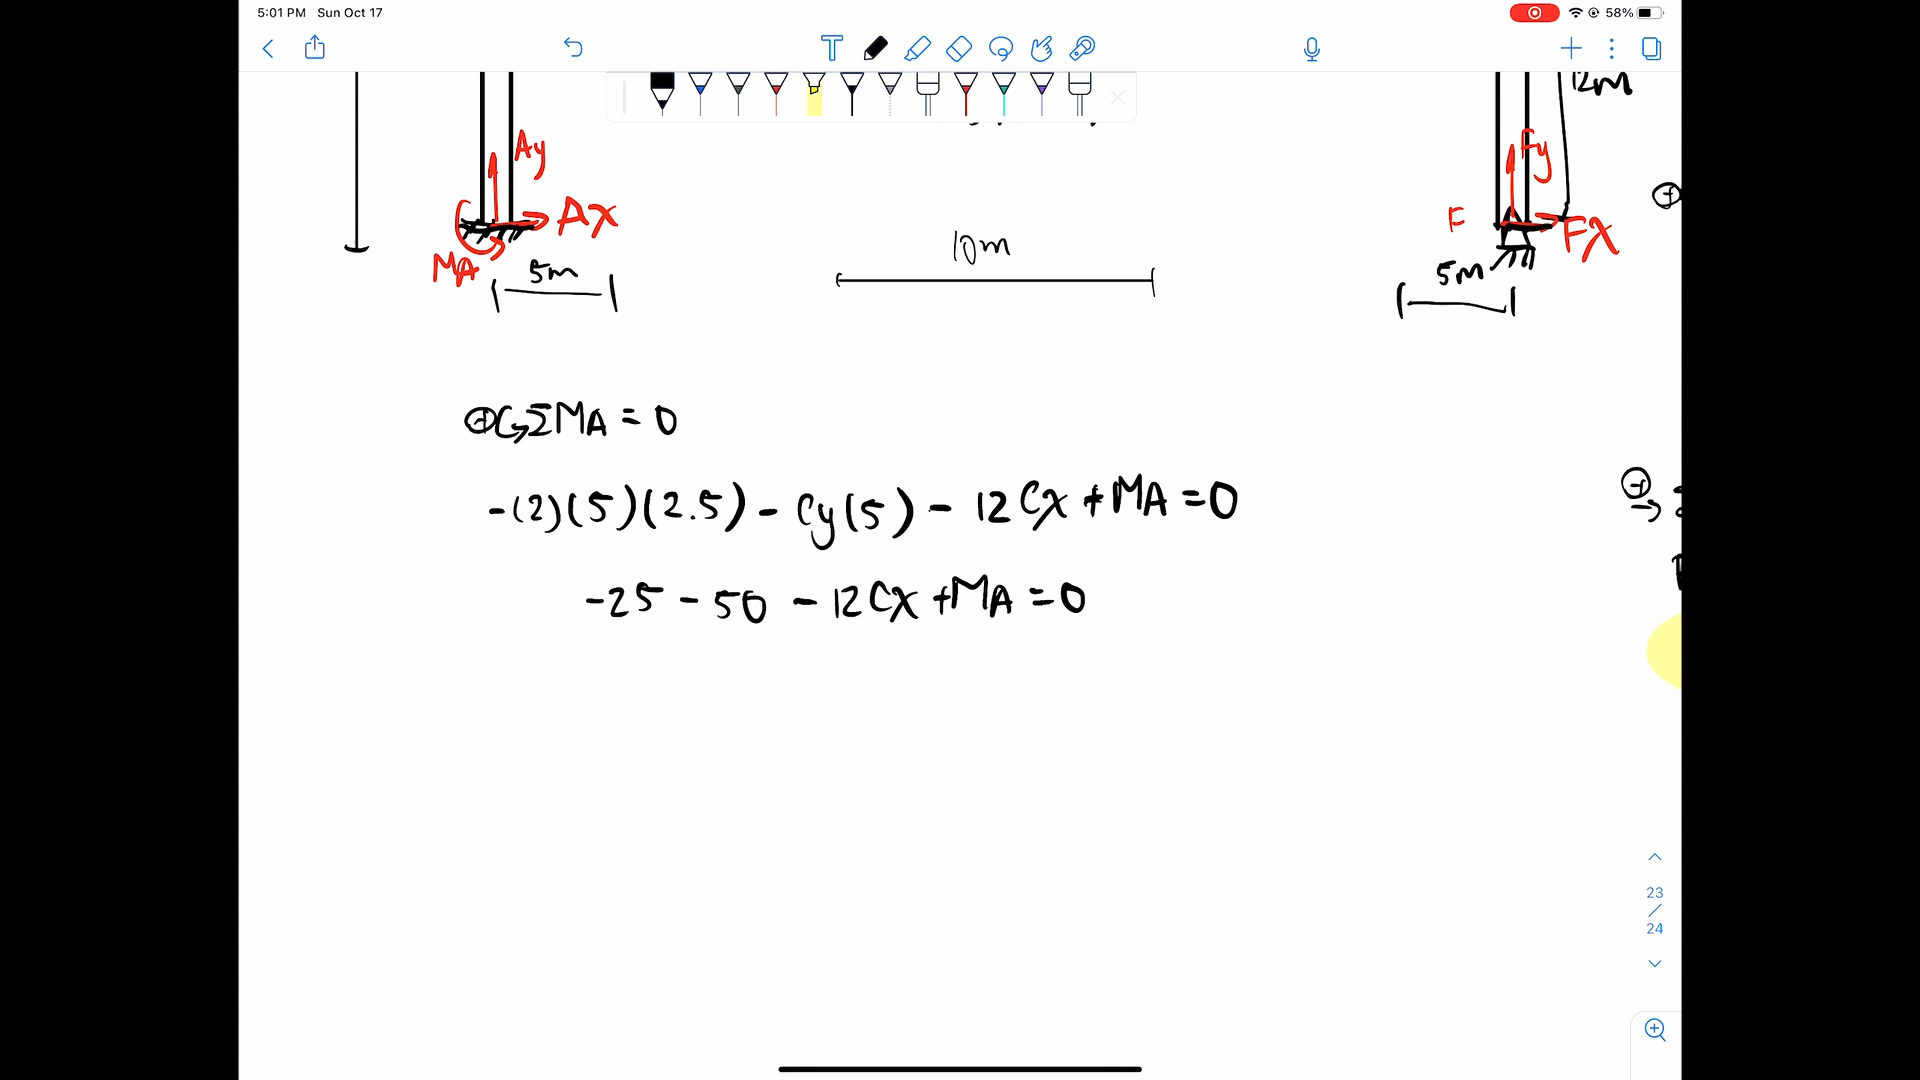 5:01 PM Sun Oct 17
58%
T
12m
Ay
Fy
Ax
F
Fx
MA
5m
10m
5m
⊕↺ΣMA = 0
-(2)(5)(2.5) - Cy(5) - 12Cx + MA = 0
-25 - 50 - 12Cx + MA = 0
23
/
24